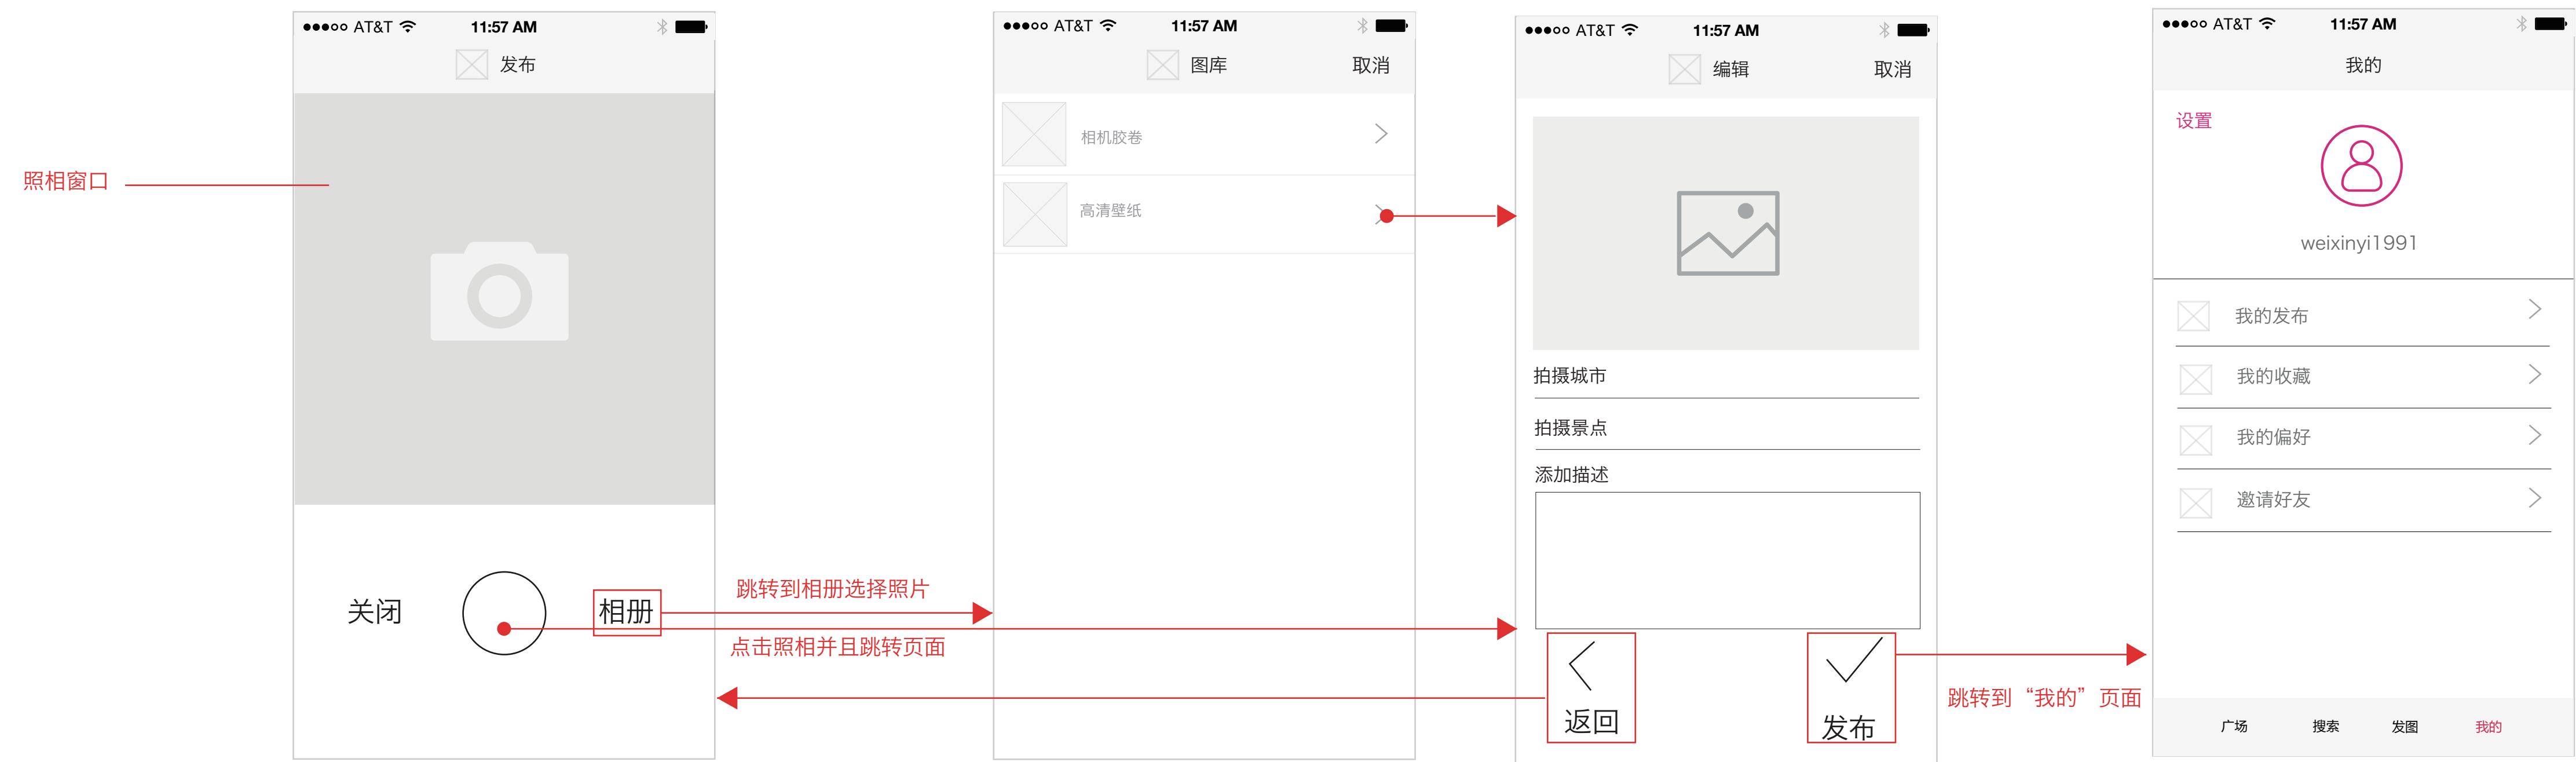 照相窗口
AT&T
11:57 AM
发布
关闭
相册
跳转到相册选择照片
点击照相并且跳转页面
AT&T
11:57 AM
图库
取消
相机胶卷
高清壁纸
AT&T
11:57 AM
编辑
取消
拍摄城市
拍摄景点
添加描述
返回
发布
跳转到“我的”页面
AT&T
11:57 AM
我的
设置
weixinyi1991
我的发布
我的收藏
我的偏好
邀请好友
广场 搜索 发图 我的